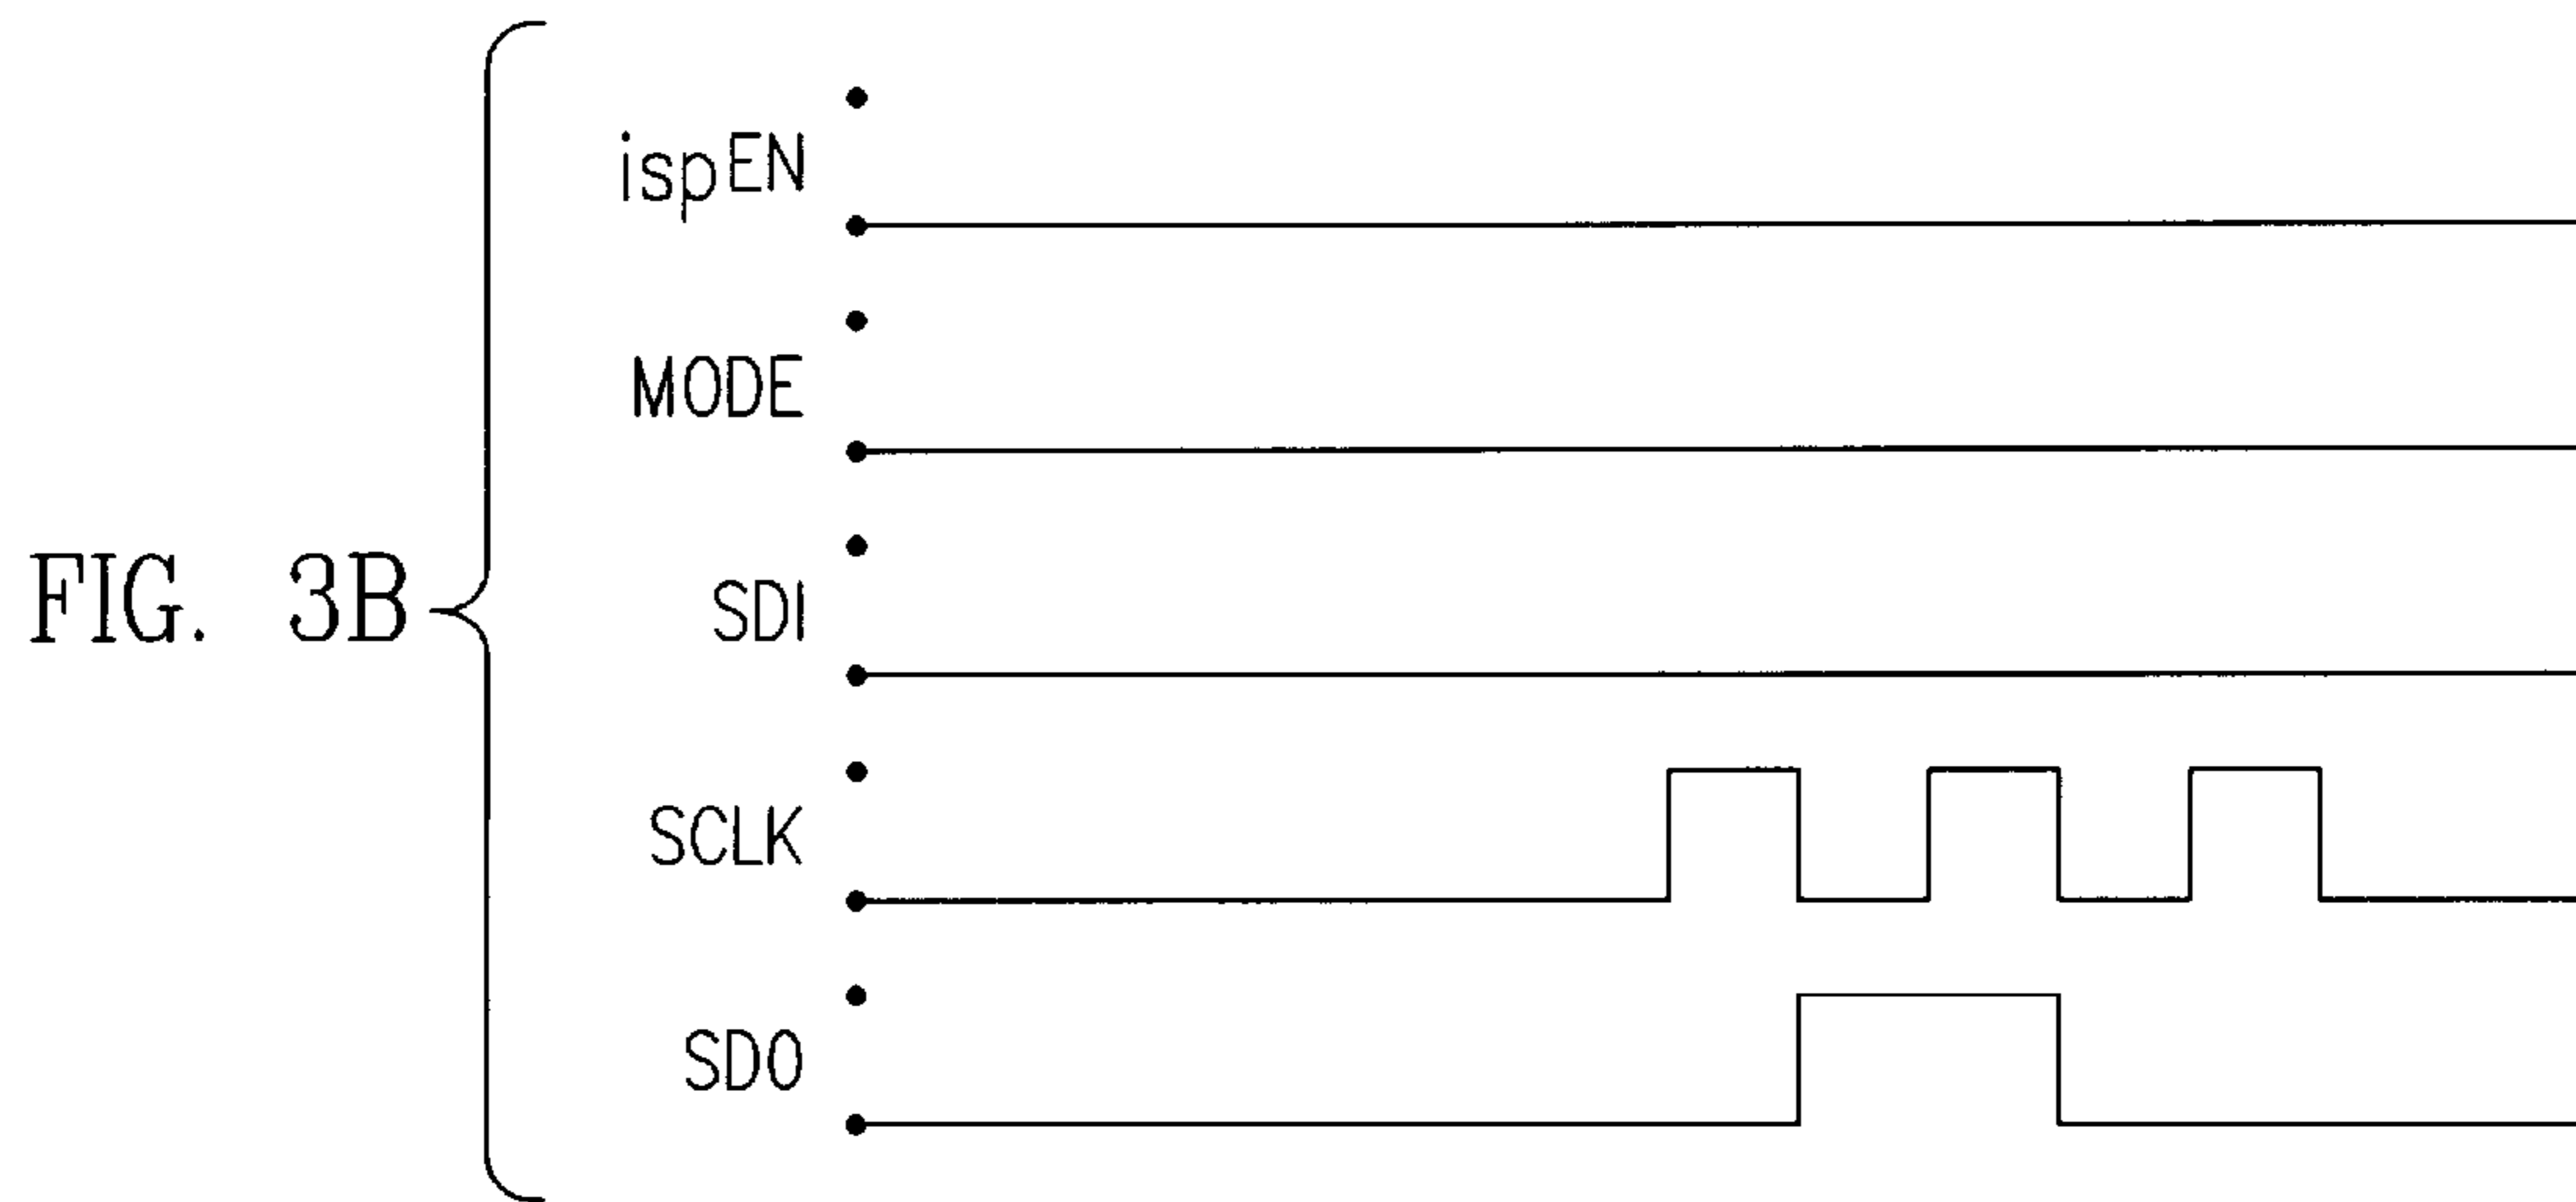 ispEN
MODE
FIG. 3B
SDI
SCLK
SDO